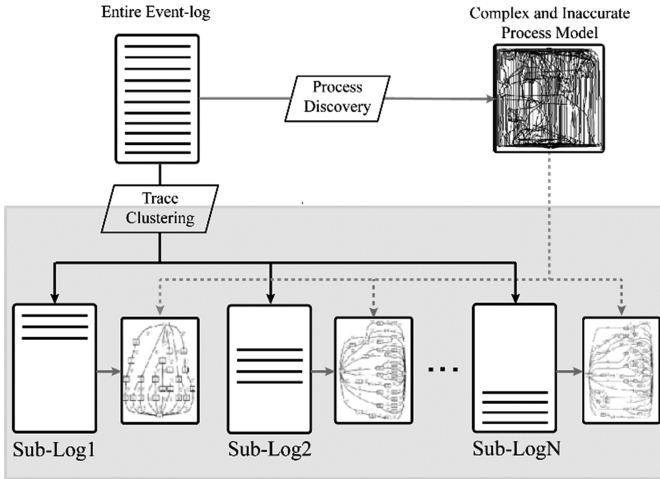 Entire Event-log
Complex and Inaccurate
Process Model
Process
Discovery
Trace
Clustering
Sub-Log1
Sub-Log2
...
Sub-LogN